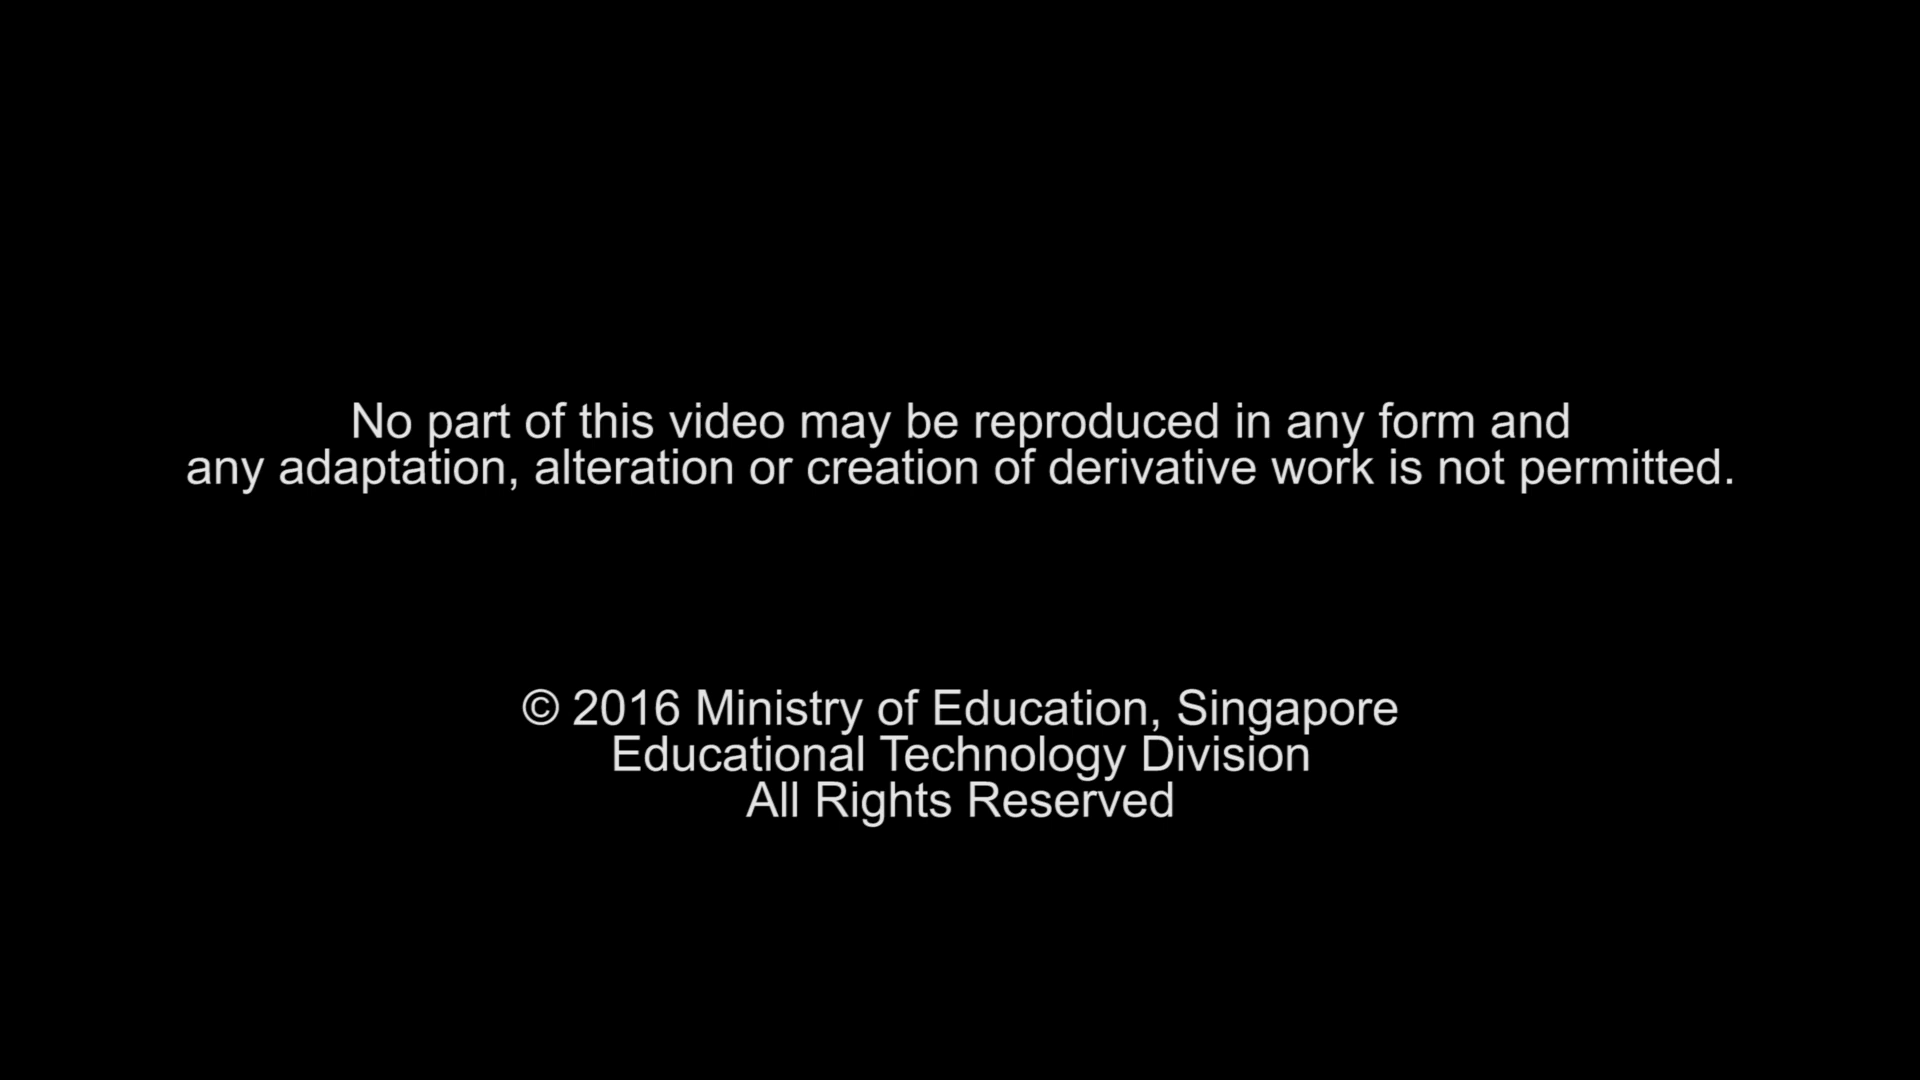 No part of this video may be reproduced in any form and
any adaptation, alteration or creation of derivative work is not permitted.
© 2016 Ministry of Education, Singapore
Educational Technology Division
All Rights Reserved